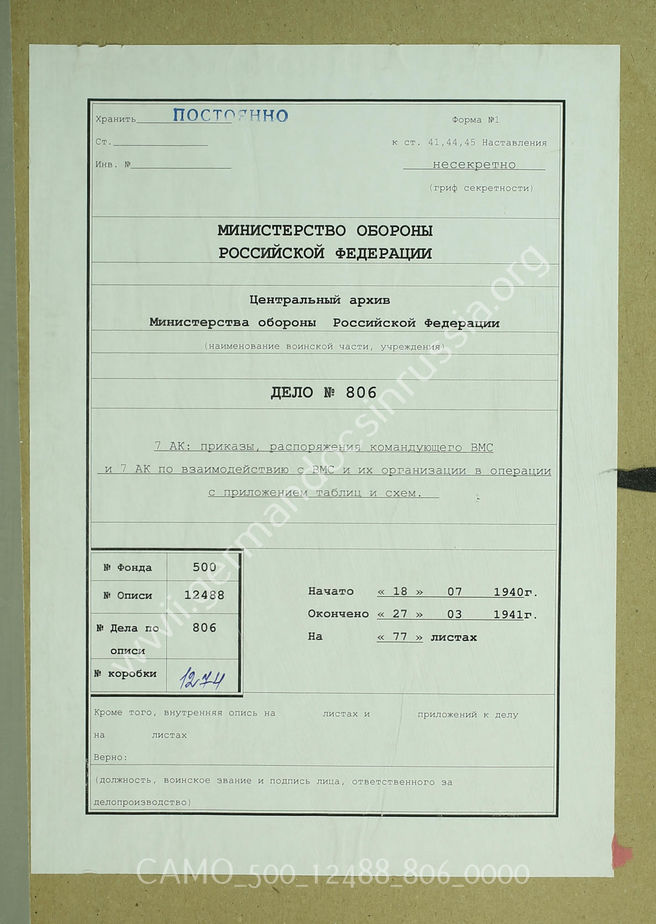 Хранить ПОСТОЯННО
Форма №1
Ст.
к ст. 41,44,45 Наставления
Инв. №
несекретно
(гриф секретности)
МИНИСТЕРСТВО ОБОРОНЫ
РОССИЙСКОЙ ФЕДЕРАЦИИ
Центральный архив
Министерства обороны Российской Федерации
(наименование воинской части, учреждения)
ДЕЛО № 806
7 АК: приказы, распоряжения командующего ВМС
и 7 АК по взаимодействию с ВМС и их организации в операции
с приложением таблиц и схем.
№ Фонда 500
№ Описи 12488
№ Дела по описи 806
№ коробки 1274
Начато « 18 » 07 1940г.
Окончено « 27 » 03 1941г.
На « 77 » листах
Кроме того, внутренняя опись на листах и приложений к делу
на листах
Верно:
(должность, воинское звание и подпись лица, ответственного за
делопроизводство)
www.germandocsinrussia.org
CAMO_500_12488_806_0000